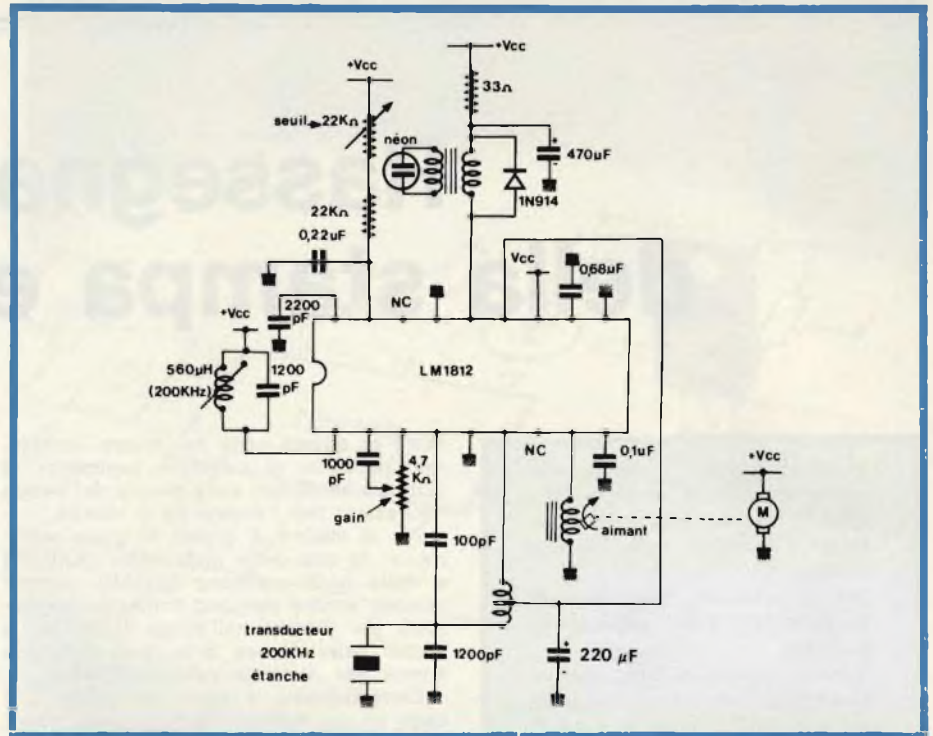 +Vcc
+Vcc
33Ω
seuil 22KΩ
néon
470uF
1N914
22KΩ
0,22uF
Vcc
0,68uF
2200
pF
NC
+Vcc
560µH
(200KHz)
1200
pF
LM1812
1000
pF
4,7
KΩ
gain
NC
0,1uF
+Vcc
M
aimant
100pF
transducteur
200KHz
étanche
1200pF
220 µF
+
-
+
-